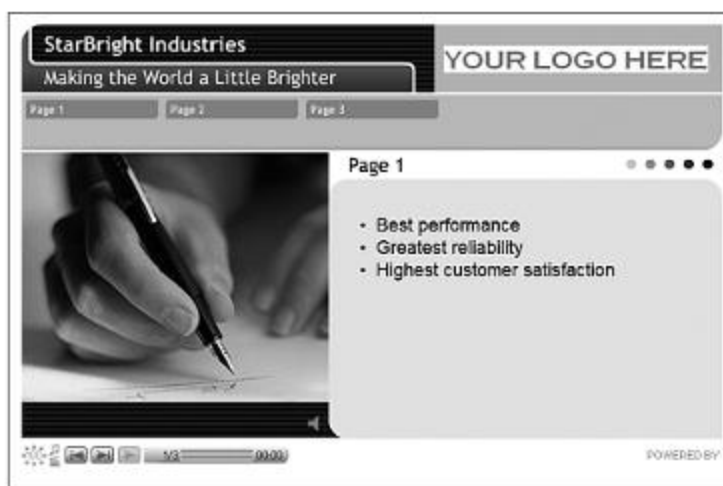 StarBright Industries
Making the World a Little Brighter
YOUR LOGO HERE
Page 1
Page 2
Page 3
Page 1
• Best performance
• Greatest reliability
• Highest customer satisfaction
1/3
00:00
POWERED BY